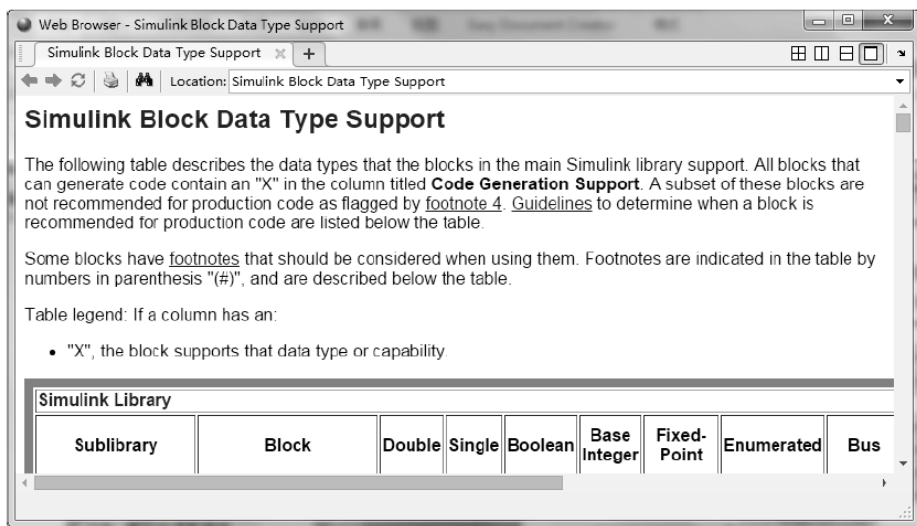 Web Browser - Simulink Block Data Type Support
Simulink Block Data Type Support
Location: Simulink Block Data Type Support
Simulink Block Data Type Support
The following table describes the data types that the blocks in the main Simulink library support. All blocks that
can generate code contain an "X" in the column titled Code Generation Support. A subset of these blocks are
not recommended for production code as flagged by footnote 4. Guidelines to determine when a block is
recommended for production code are listed below the table.
Some blocks have footnotes that should be considered when using them. Footnotes are indicated in the table by
numbers in parenthesis "(#)", and are described below the table.
Table legend: If a column has an:
• "X", the block supports that data type or capability.
Simulink Library
Sublibrary Block Double Single Boolean Base Integer Fixed-Point Enumerated Bus